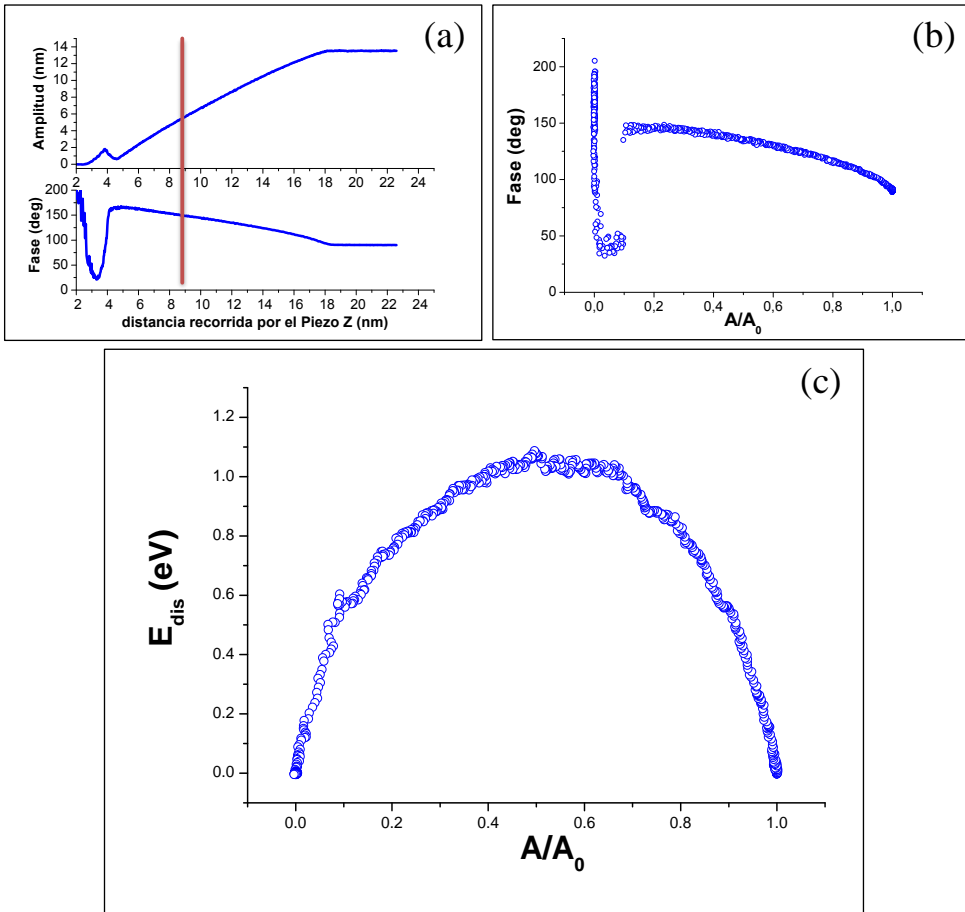 (a)
Amplitud (nm)
14
12
10
8
6
4
2
0
2 4 6 8 10 12 14 16 18 20 22 24
Fase (deg)
200
150
100
50
0
2 4 6 8 10 12 14 16 18 20 22 24
distancia recorrida por el Piezo Z (nm)
(b)
Fase (deg)
200
150
100
50
0
0,0 0,2 0,4 0,6 0,8 1,0
A/A0
(c)
E dis (eV)
1.2
1.0
0.8
0.6
0.4
0.2
0.0
0.0 0.2 0.4 0.6 0.8 1.0
A/A0